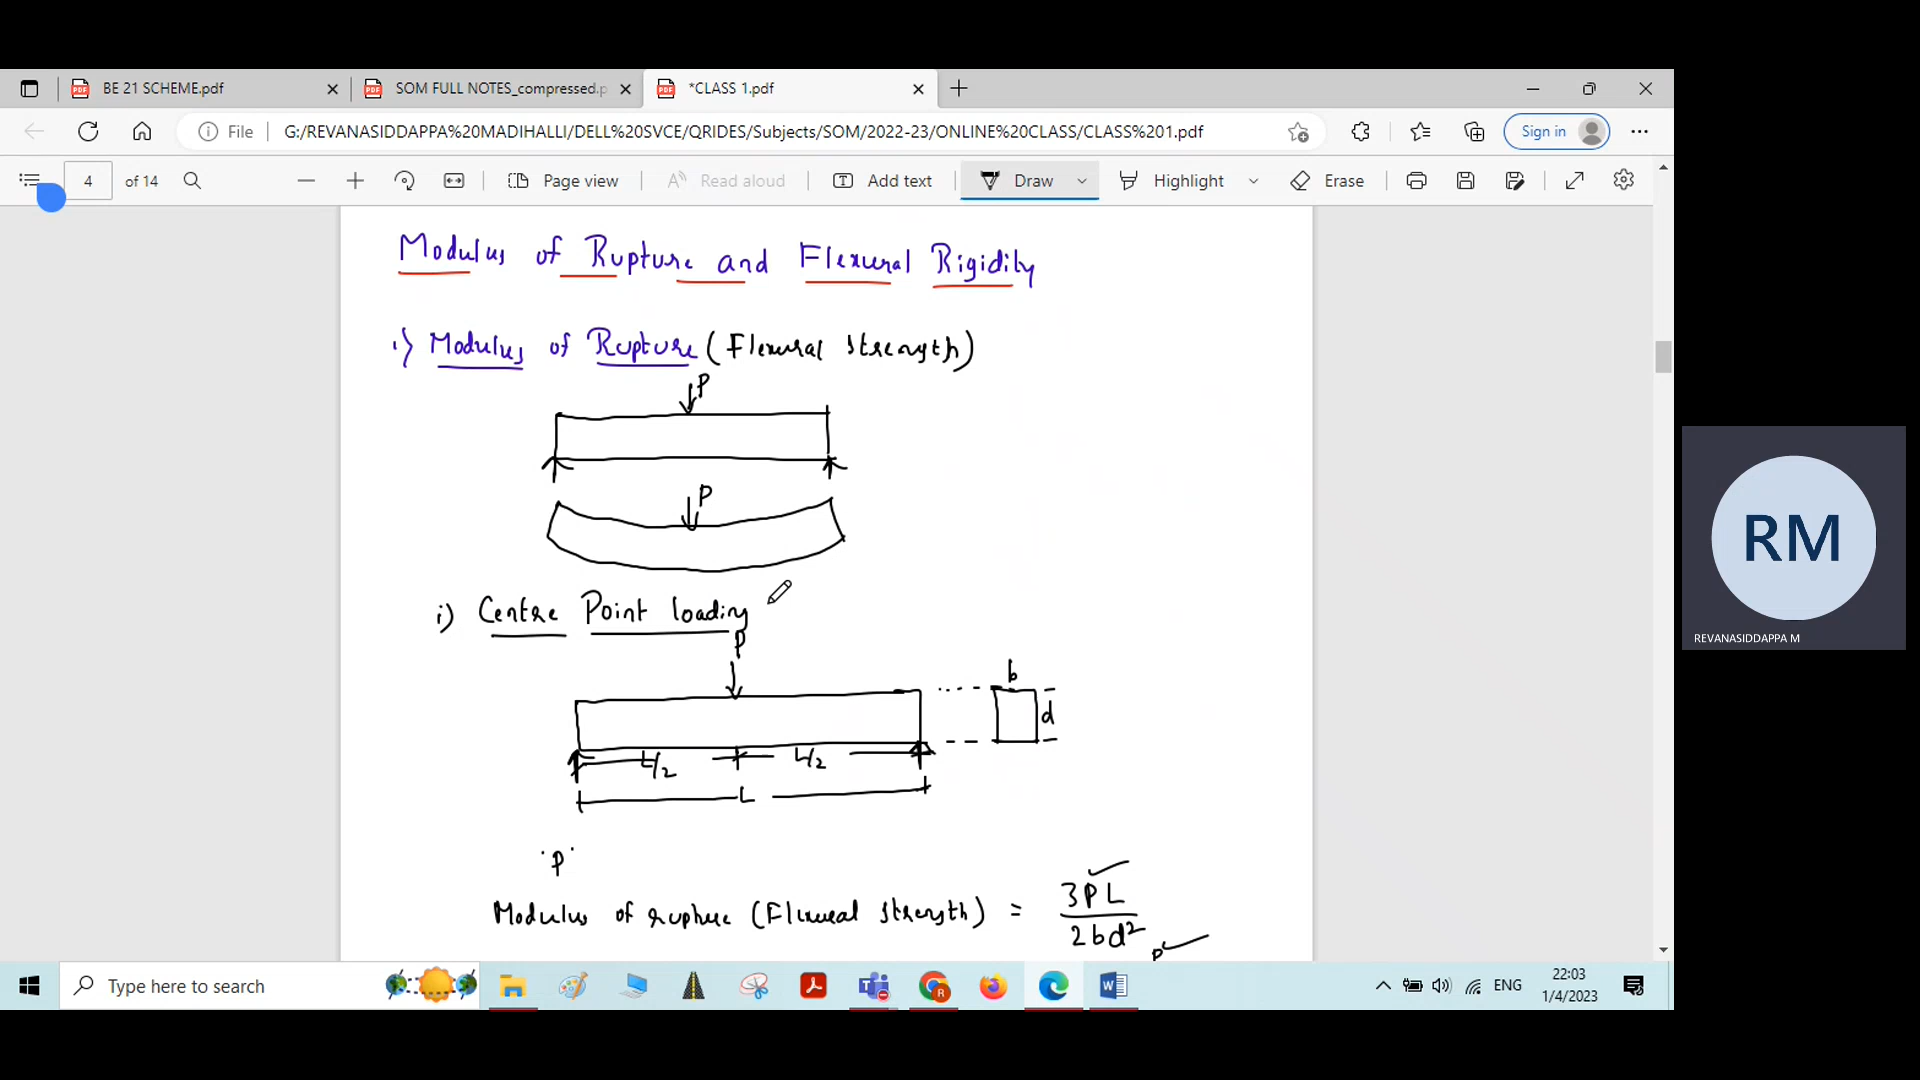 BE 21 SCHEME.pdf
SOM FULL NOTES_compressed.p
*CLASS 1.pdf
File G:/REVANASIDDAPPA%20MADIHALLI/DELL%20SVCE/QRIDES/Subjects/SOM/2022-23/ONLINE%20CLASS/CLASS%201.pdf
Sign in
4 of 14 Page view Read aloud Add text Draw Highlight Erase
Modulus of Rupture and Flexural Rigidity
1) Modulus of Rupture (Flexural Strength)
P
P
i) Centre Point loading
P
b
d
L/2 L/2
L
'P'
Modulus of rupture (Flexural Strength) = 3PL
2bd²
RM
REVANASIDDAPPA M
Type here to search
ENG
22:03
1/4/2023